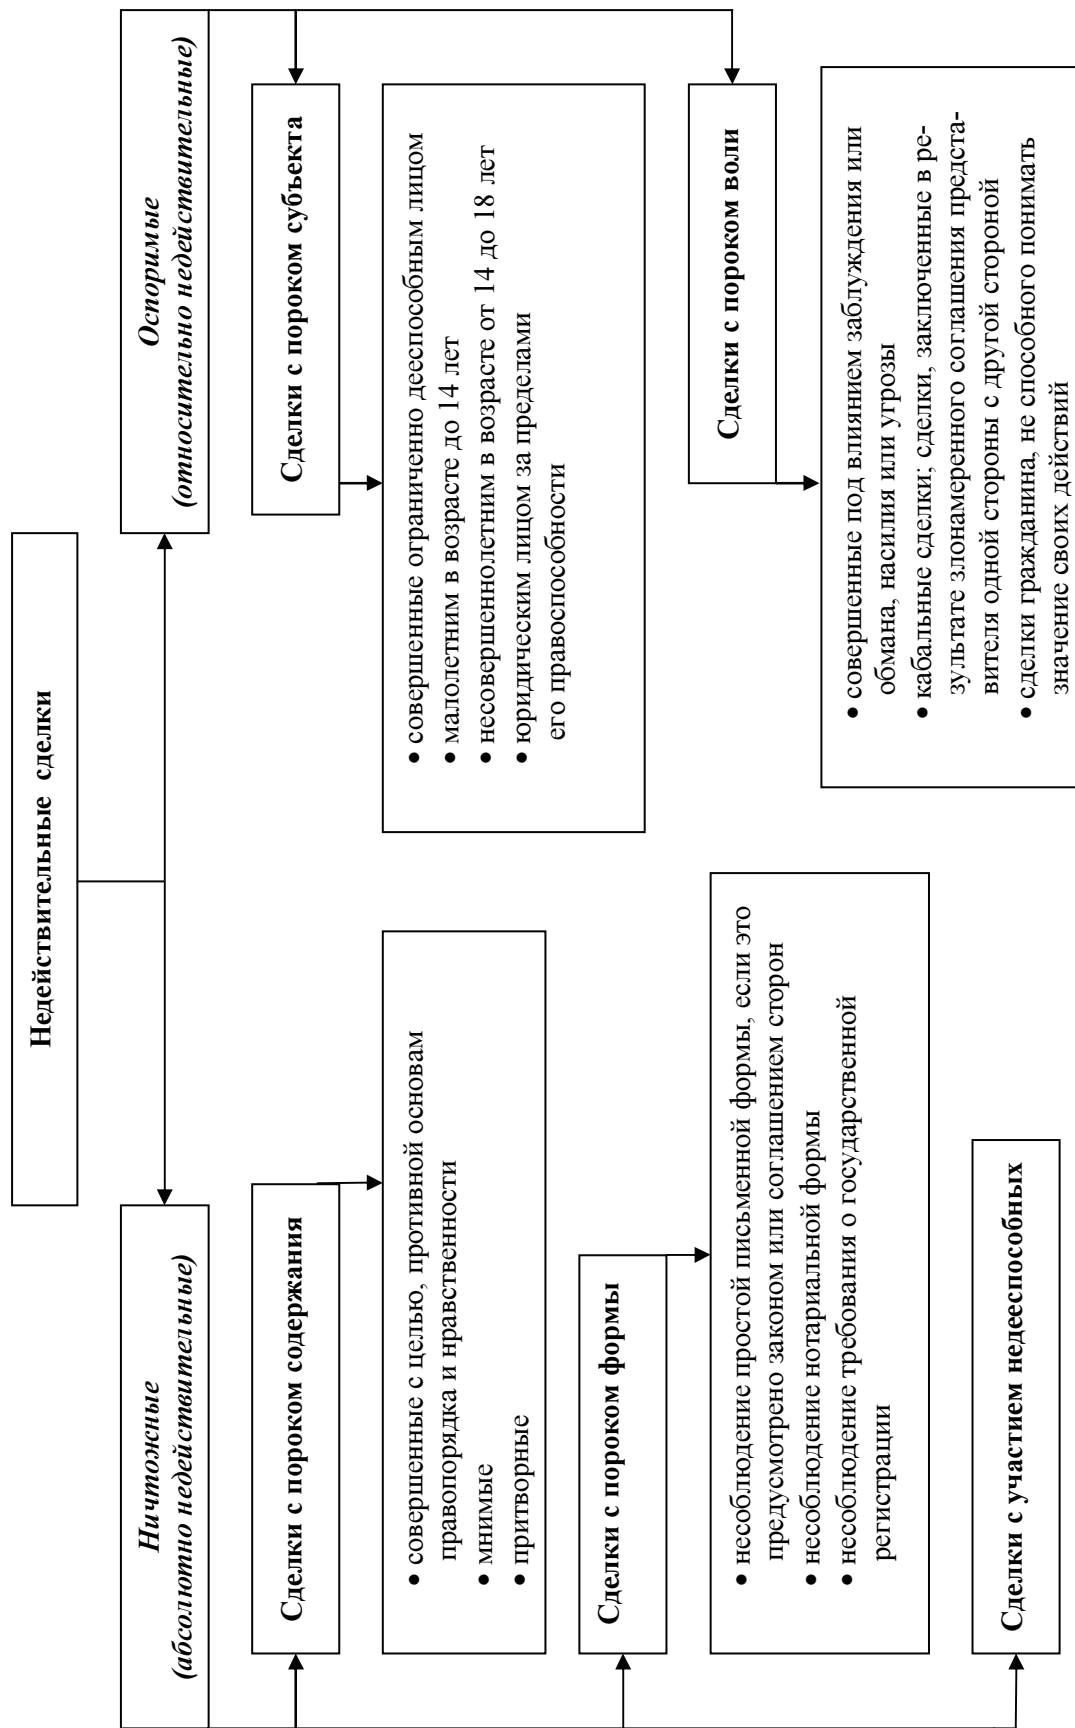 Недействительные сделки
Ничтожные
(абсолютно недействительные)
Сделки с пороком содержания
• совершенные с целью, противной основам
правопорядка и нравственности
• мнимые
• притворные
Сделки с пороком формы
• несоблюдение простой письменной формы, если это
предусмотрено законом или соглашением сторон
• несоблюдение нотариальной формы
• несоблюдение требования о государственной
регистрации
Сделки с участием недееспособных
Оспоримые
(относительно недействительные)
Сделки с пороком субъекта
• совершенные ограниченно дееспособным лицом
• малолетним в возрасте до 14 лет
• несовершеннолетним в возрасте от 14 до 18 лет
• юридическим лицом за пределами
его правоспособности
Сделки с пороком воли
• совершенные под влиянием заблуждения или
обмана, насилия или угрозы
• кабальные сделки; сделки, заключенные в ре-
зультате злонамеренного соглашения предста-
вителя одной стороны с другой стороной
• сделки гражданина, не способного понимать
значение своих действий